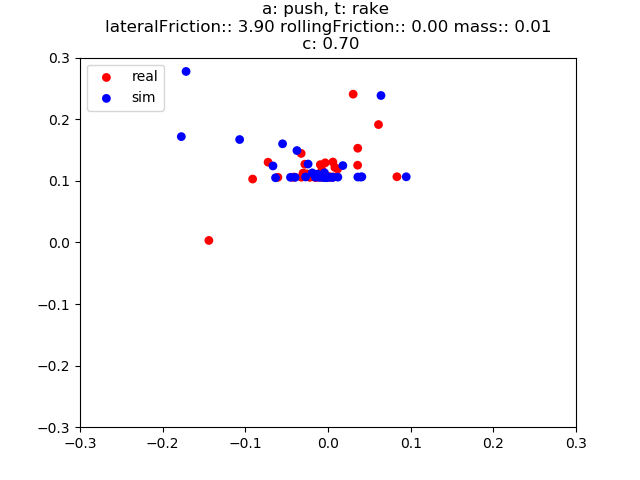 a: push, t: rake
lateralFriction:: 3.90 rollingFriction:: 0.00 mass:: 0.01
c: 0.70
real
sim
0.3
0.2
0.1
0.0
−0.1
−0.2
−0.3
−0.3 −0.2 −0.1 0.0 0.1 0.2 0.3